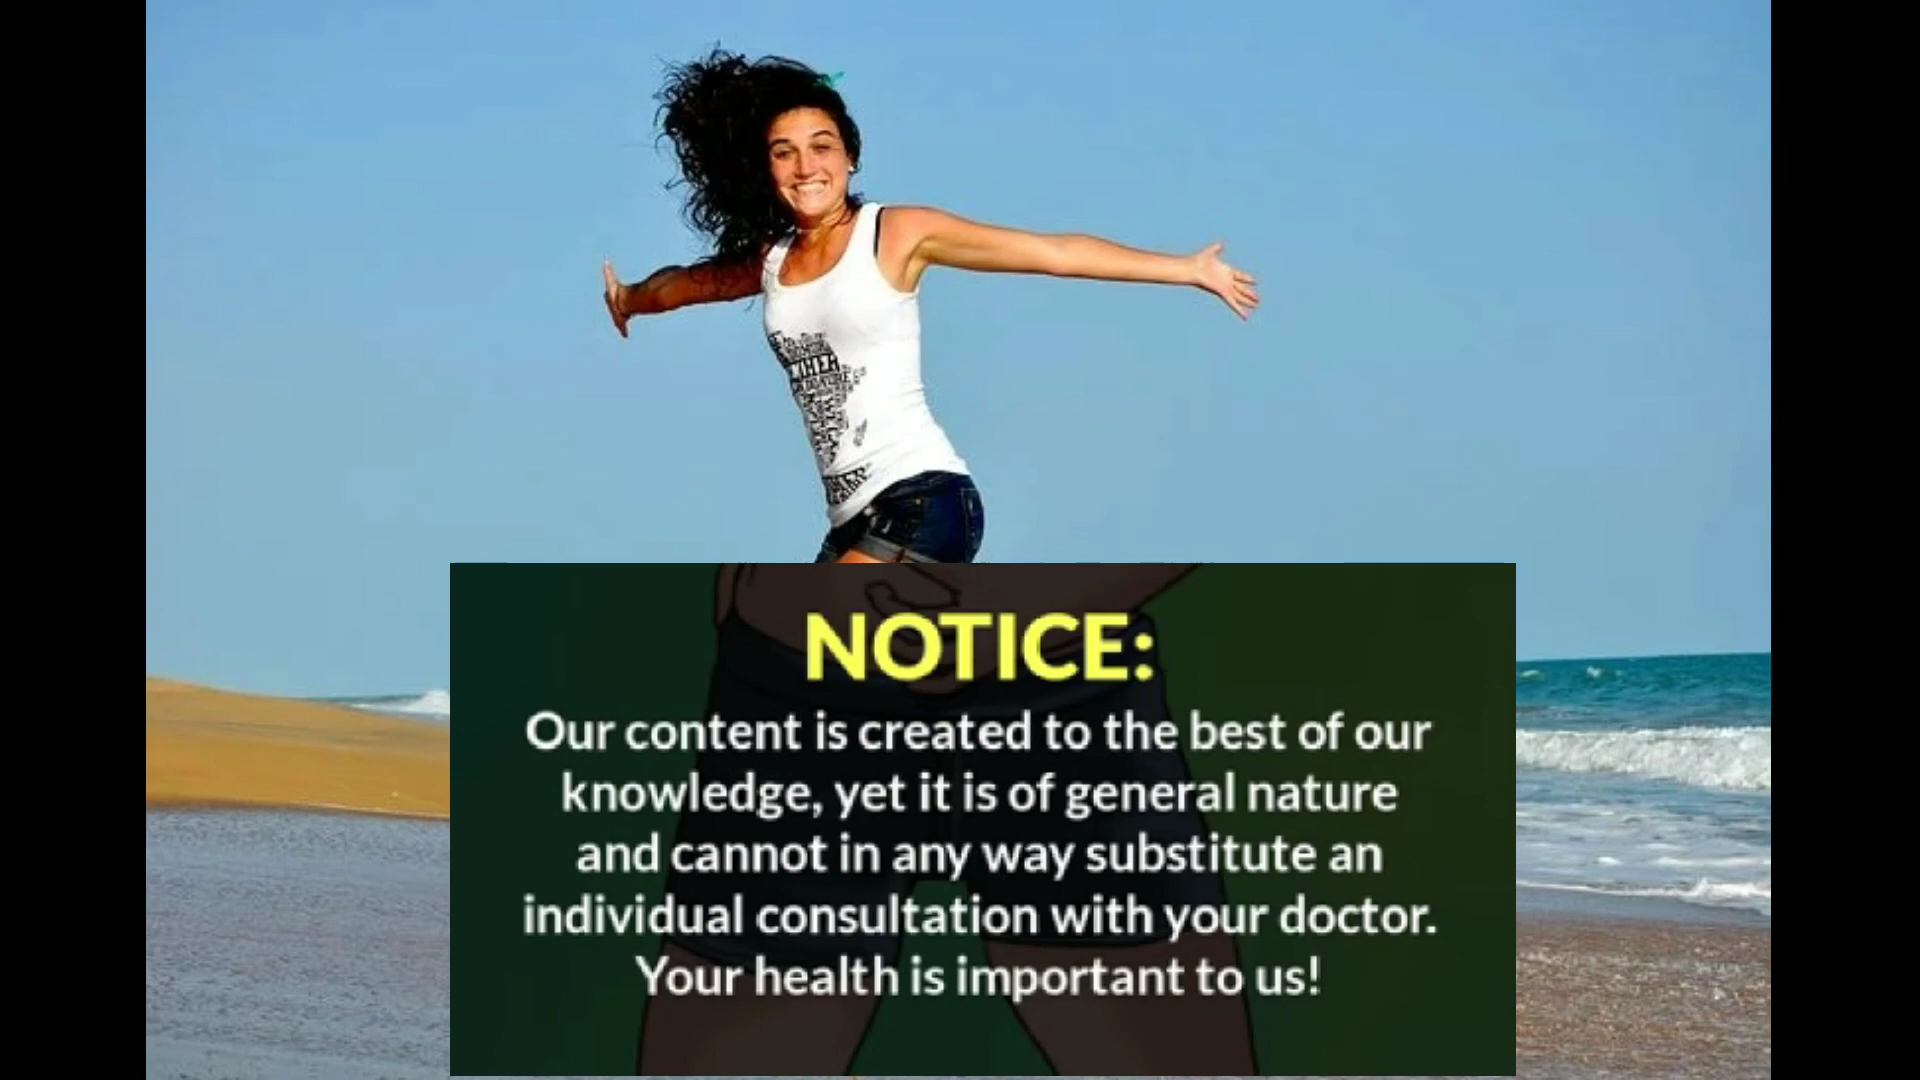 NOTICE:
Our content is created to the best of our
knowledge, yet it is of general nature
and cannot in any way substitute an
individual consultation with your doctor.
Your health is important to us!